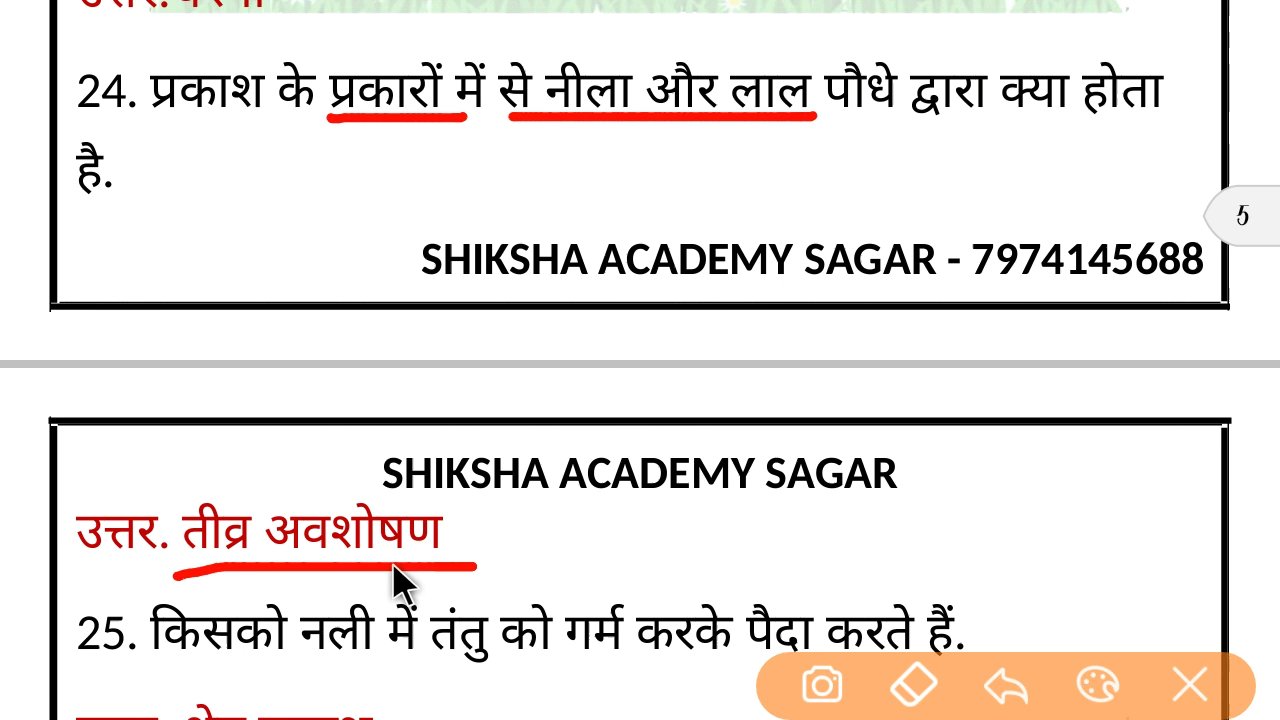 24. प्रकाश के प्रकारों में से नीला और लाल पौधे द्वारा क्या होता
है.
5
SHIKSHA ACADEMY SAGAR - 7974145688
SHIKSHA ACADEMY SAGAR
उत्तर. तीव्र अवशोषण
25. किसको नली में तंतु को गर्म करके पैदा करते हैं.